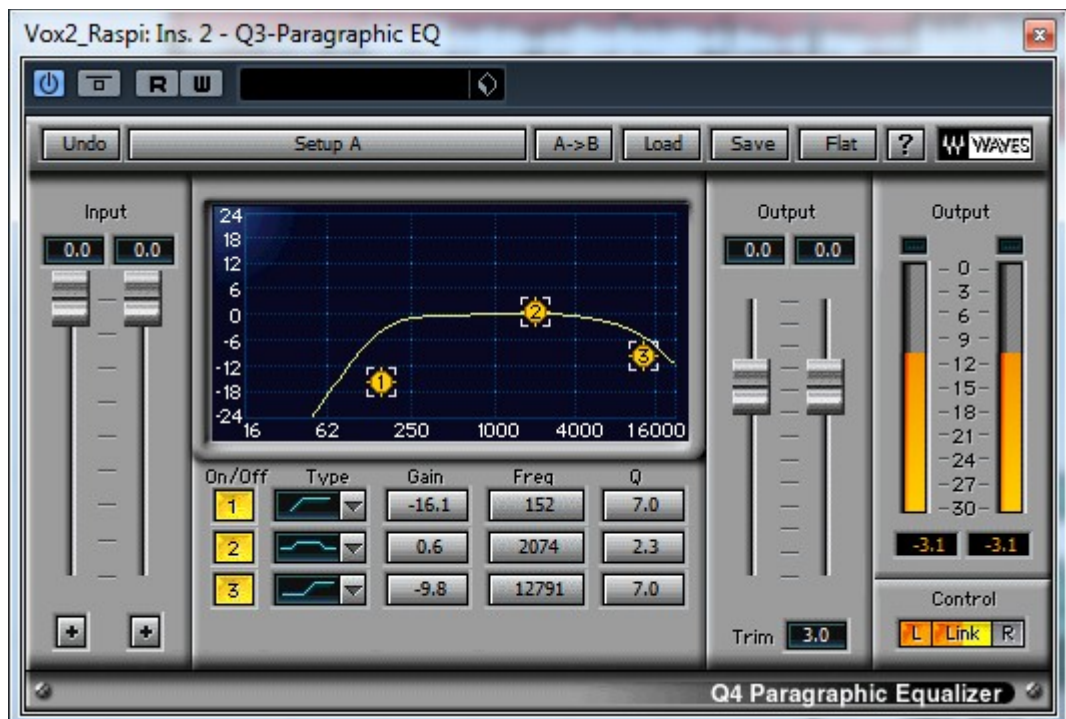 Vox2_Raspi: Ins. 2 - Q3-Paragraphic EQ
R W
Undo Setup A A->B Load Save Flat ? WAVES
Input
0.0 0.0
24
18
12
6
0
-6
-12
-18
-24
16 62 250 1000 4000 16000
1
2
3
On/Off Type Gain Freq Q
1 -16.1 152 7.0
2 0.6 2074 2.3
3 -9.8 12791 7.0
Output
0.0 0.0
Trim 3.0
Output
0
3
6
9
12
15
18
21
24
27
30
-3.1 -3.1
Control
L Link R
Q4 Paragraphic Equalizer